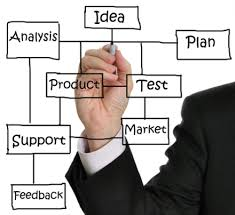 Idea
Analysis
Plan
Product
Test
Support
Market
Feedback